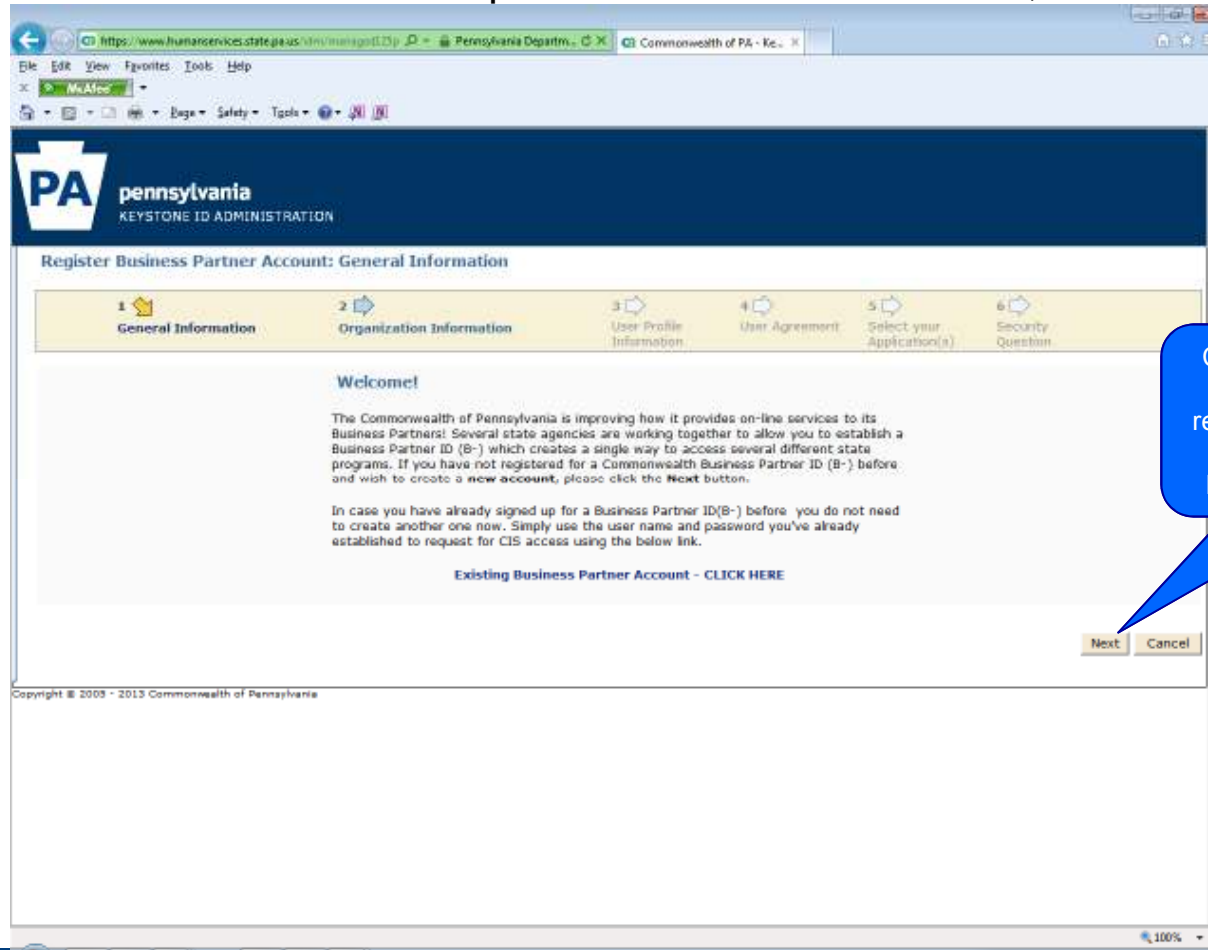 https://www.humanservices.state.pa.us
Pennsylvania Departm...
Commonwealth of PA - Ke...
File Edit View Favorites Tools Help
McAfee
Page Safety Tools
PA
pennsylvania
KEYSTONE ID ADMINISTRATION
Register Business Partner Account: General Information
1
General Information
2
Organization Information
3
User Profile Information
4
User Agreement
5
Select your Application(s)
6
Security Question
Welcome!
The Commonwealth of Pennsylvania is improving how it provides on-line services to its
Business Partners! Several state agencies are working together to allow you to establish a
Business Partner ID (B-) which creates a single way to access several different state
programs. If you have not registered for a Commonwealth Business Partner ID (B-) before
and wish to create a new account, please click the Next button.
In case you have already signed up for a Business Partner ID(B-) before you do not need
to create another one now. Simply use the user name and password you've already
established to request for CIS access using the below link.
Existing Business Partner Account - CLICK HERE
Next Cancel
Copyright © 2003 - 2013 Commonwealth of Pennsylvania
100%